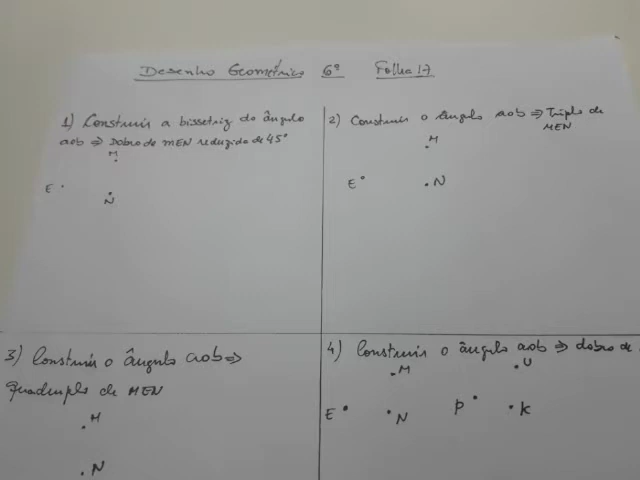 Desenho Geométrico 6º Folha 17
1) Construir a bissetriz do ângulo
aob ⇒ Dobro de MEN reduzido de 45°
M
E
N
2) Construir o ângulo aob ⇒ Triplo de
MEN
M
E
N
3) Construir o ângulo aob ⇒
Quádruplo de MEN
M
N
4) Construir o ângulo aob ⇒ dobro de
M
U
E
N
P
K